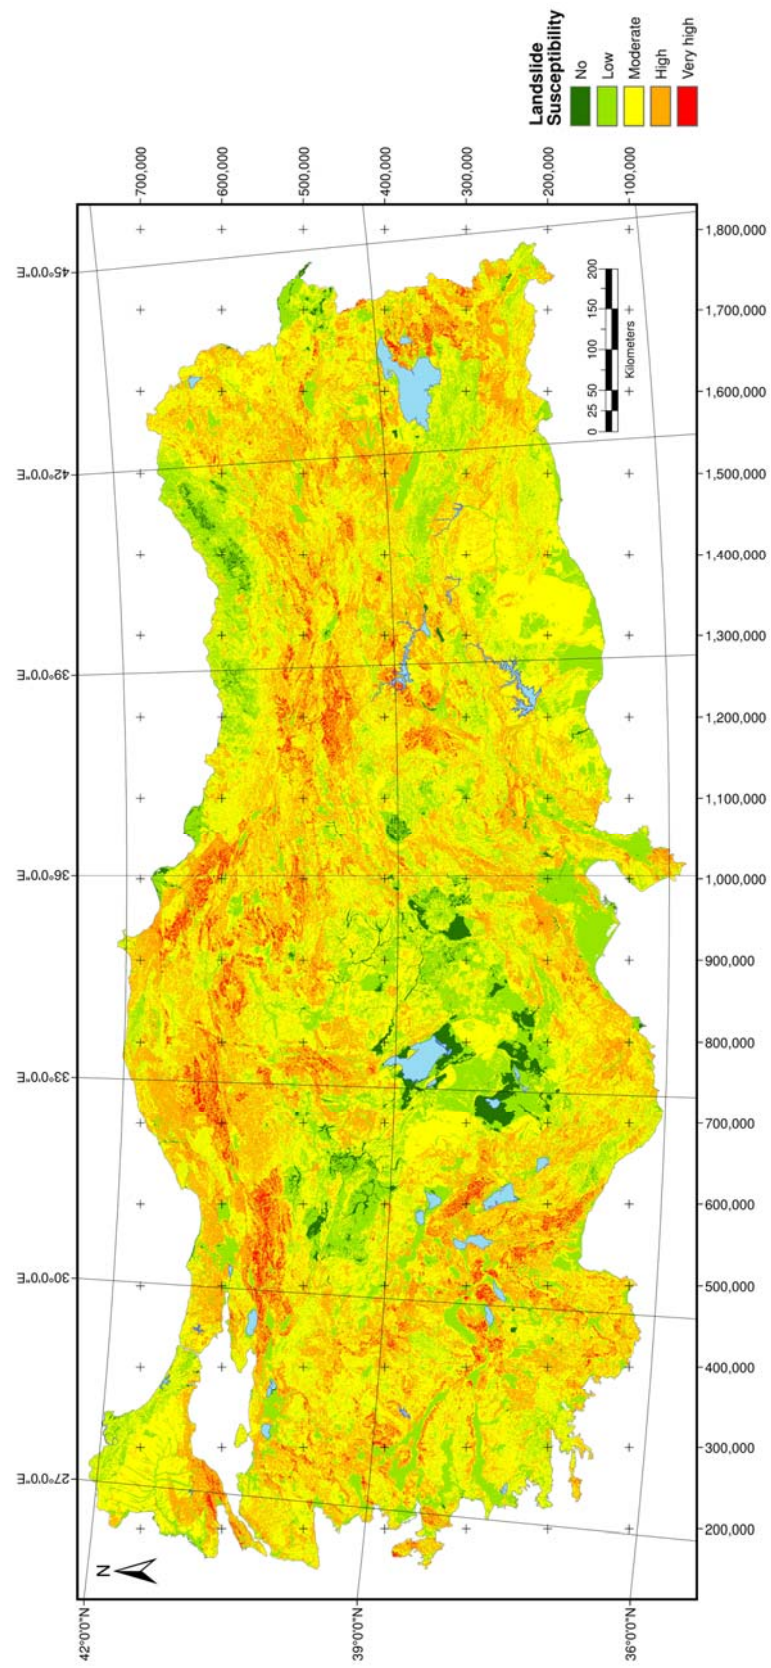 27°0'0"E
30°0'0"E
33°0'0"E
36°0'0"E
39°0'0"E
42°0'0"E
45°0'0"E
N
42°0'0"N
39°0'0"N
36°0'0"N
700,000
600,000
500,000
400,000
300,000
200,000
100,000
0 25 50 100 150 200
Kilometers
200,000
300,000
400,000
500,000
600,000
700,000
800,000
900,000
1,000,000
1,100,000
1,200,000
1,300,000
1,400,000
1,500,000
1,600,000
1,700,000
1,800,000
Landslide
Susceptibility
No
Low
Moderate
High
Very high